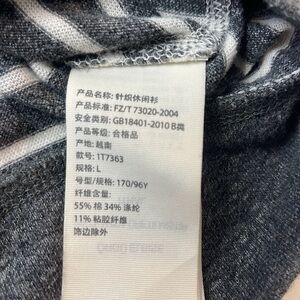 产品名称: 针织休闲衫
产品标准: FZ/T 73020-2004
安全类别: GB18401-2010 B类
产品等级: 合格品
产地: 越南
款号: 1T7363
规格: L
号型/规格: 170/96Y
纤维含量:
55% 棉 34% 涤纶
11% 粘胶纤维
饰边除外